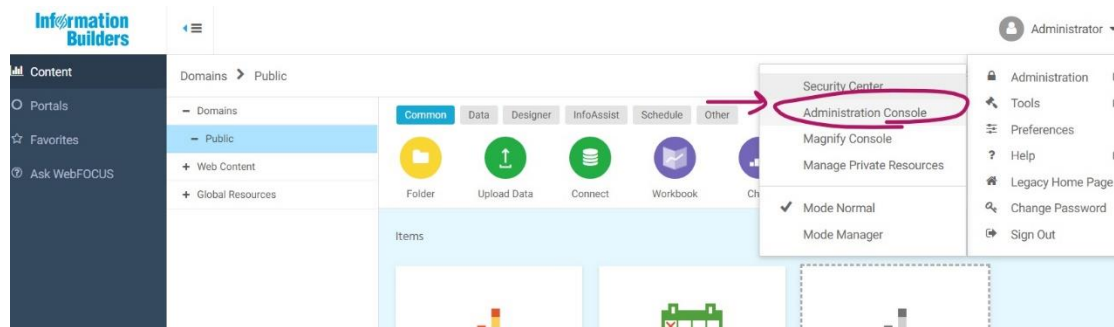 Information
Builders
Administrator
Content
Portals
Favorites
Ask WebFOCUS
Domains > Public
− Domains
− Public
+ Web Content
+ Global Resources
Common Data Designer InfoAssist Schedule Other
Folder Upload Data Connect Workbook
Items
Security Center
Administration Console
Magnify Console
Manage Private Resources
Mode Normal
Mode Manager
Administration
Tools
Preferences
Help
Legacy Home Page
Change Password
Sign Out